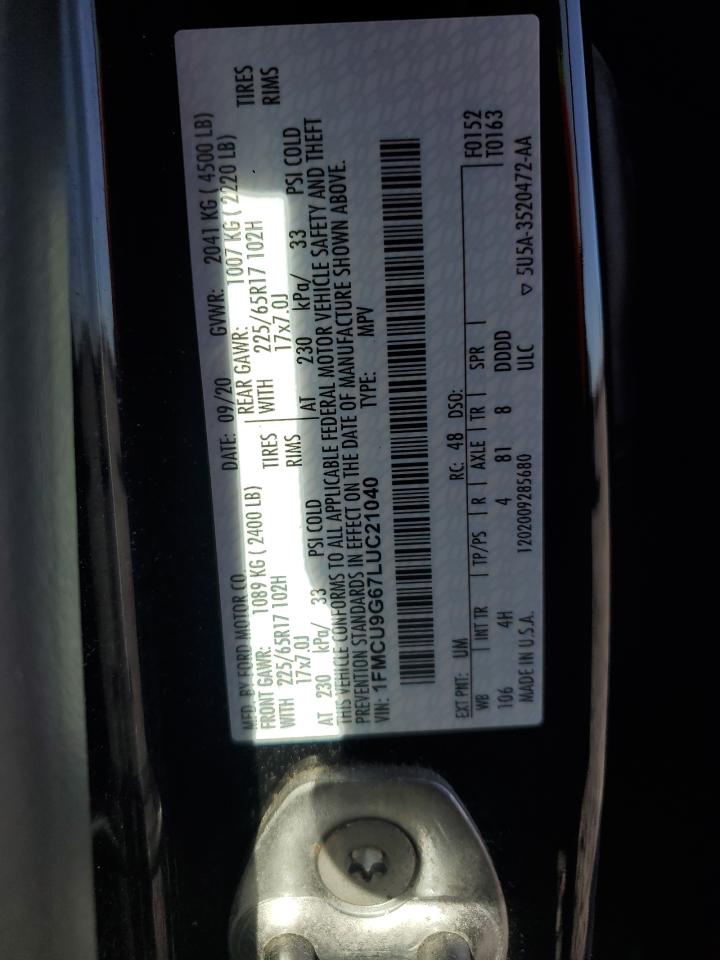 MFD. BY FORD MOTOR CO. DATE: 09/20 GVWR: 2041 KG ( 4500 LB)
FRONT GAWR: 1089 KG ( 2400 LB) REAR GAWR: 1007 KG ( 2220 LB)
WITH 225/65R17 102H TIRES WITH 225/65R17 102H TIRES
17x7.0J RIMS 17x7.0J RIMS
AT 230 kPa/ 33 PSI COLD AT 230 kPa/ 33 PSI COLD
THIS VEHICLE CONFORMS TO ALL APPLICABLE FEDERAL MOTOR VEHICLE SAFETY AND THEFT
PREVENTION STANDARDS IN EFFECT ON THE DATE OF MANUFACTURE SHOWN ABOVE.
VIN: 1FMCU9G67LUC21040 TYPE: MPV
EXT PNT: UM RC: 48 DSO: F0152
WB INT TR TP/PS R AXLE TR SPR T0163
106 4H 4 81 8 DDDD
MADE IN U.S.A. 1202009285680 ULC ▽ 5U5A-3520472-AA